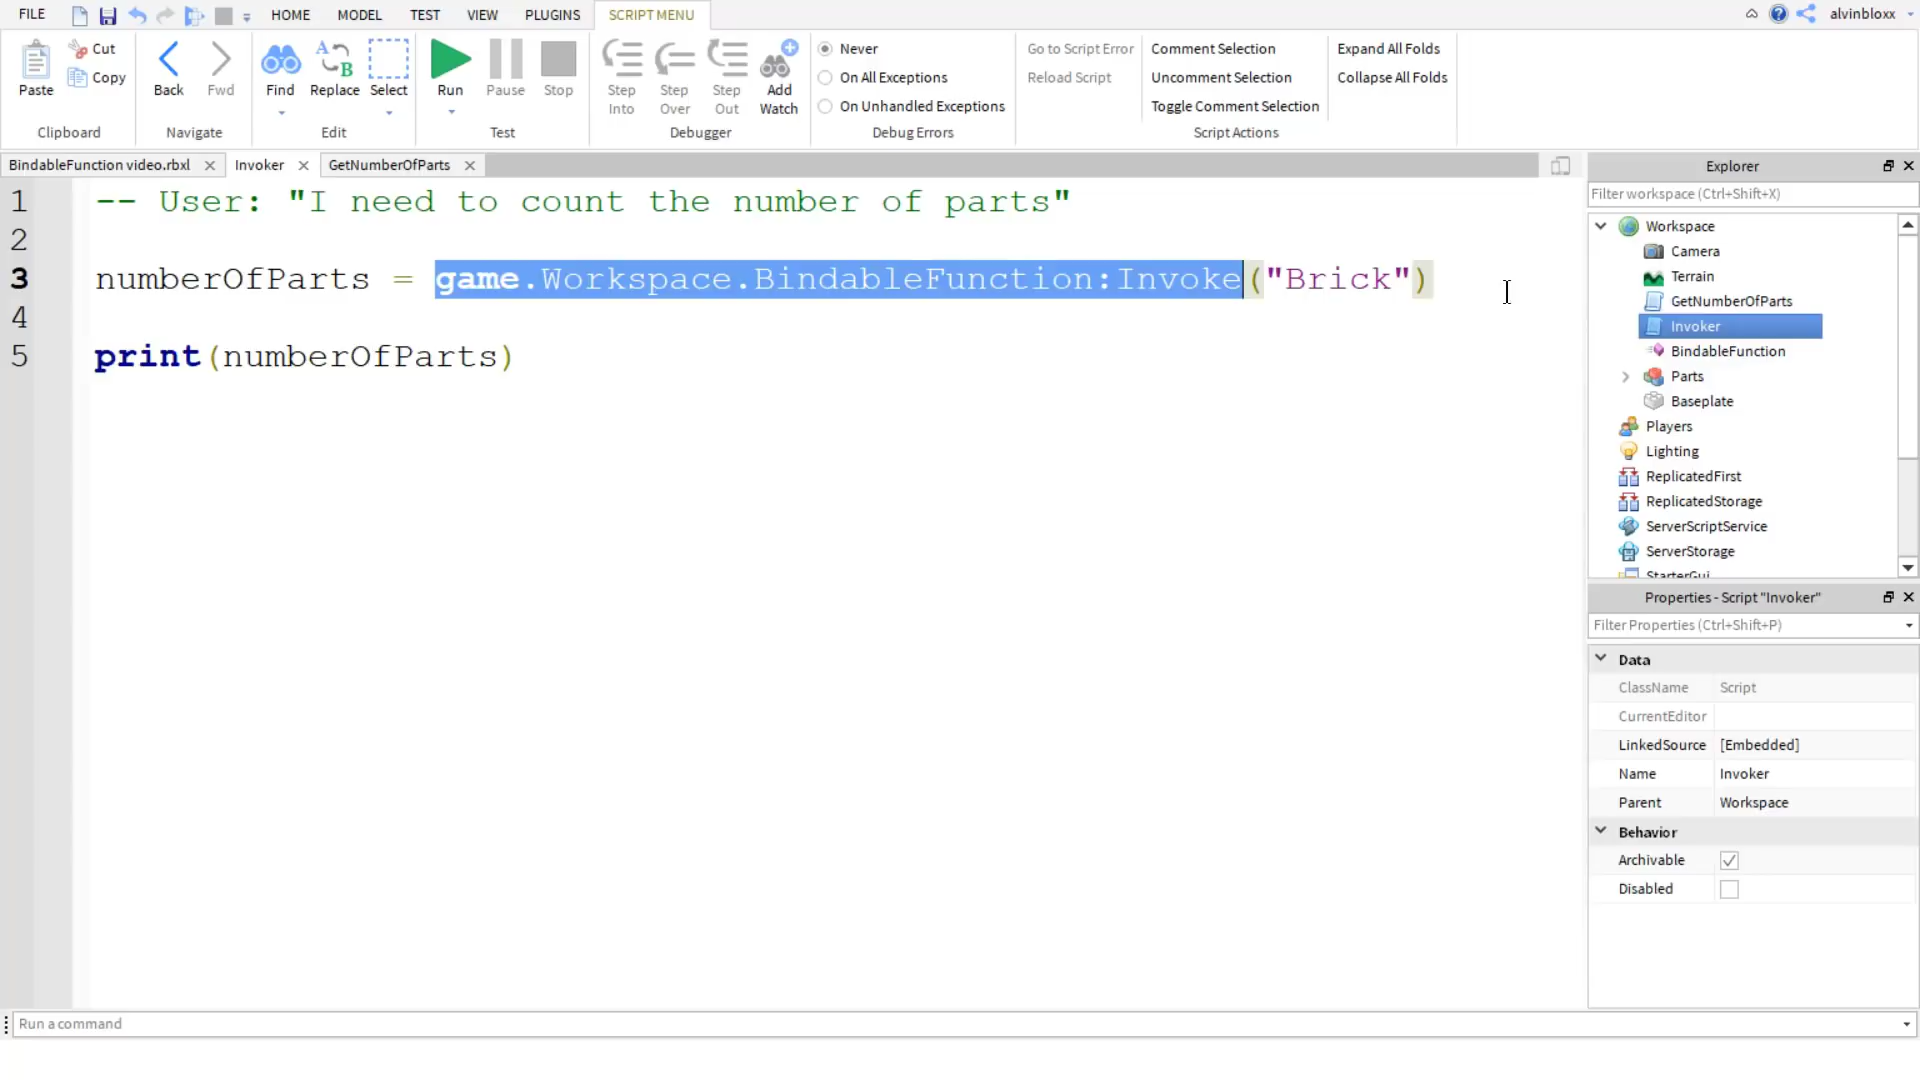 FILE HOME MODEL TEST VIEW PLUGINS SCRIPT MENU alvinbloxx
Paste Cut Copy Clipboard
Back Fwd Navigate
Find Replace Select Edit
Run Pause Stop Test
Step Into Step Over Step Out Add Watch Debugger
Never
On All Exceptions
On Unhandled Exceptions
Debug Errors
Go to Script Error
Reload Script
Comment Selection
Uncomment Selection
Toggle Comment Selection
Expand All Folds
Collapse All Folds
Script Actions
BindableFunction video.rbxl Invoker GetNumberOfParts
1 -- User: "I need to count the number of parts"
2
3 numberOfParts = game.Workspace.BindableFunction:Invoke("Brick")
4
5 print(numberOfParts)
Explorer
Filter workspace (Ctrl+Shift+X)
Workspace
Camera
Terrain
GetNumberOfParts
Invoker
BindableFunction
Parts
Baseplate
Players
Lighting
ReplicatedFirst
ReplicatedStorage
ServerScriptService
ServerStorage
StarterGui
Properties - Script "Invoker"
Filter Properties (Ctrl+Shift+P)
Data
ClassName Script
CurrentEditor
LinkedSource [Embedded]
Name Invoker
Parent Workspace
Behavior
Archivable
Disabled
Run a command